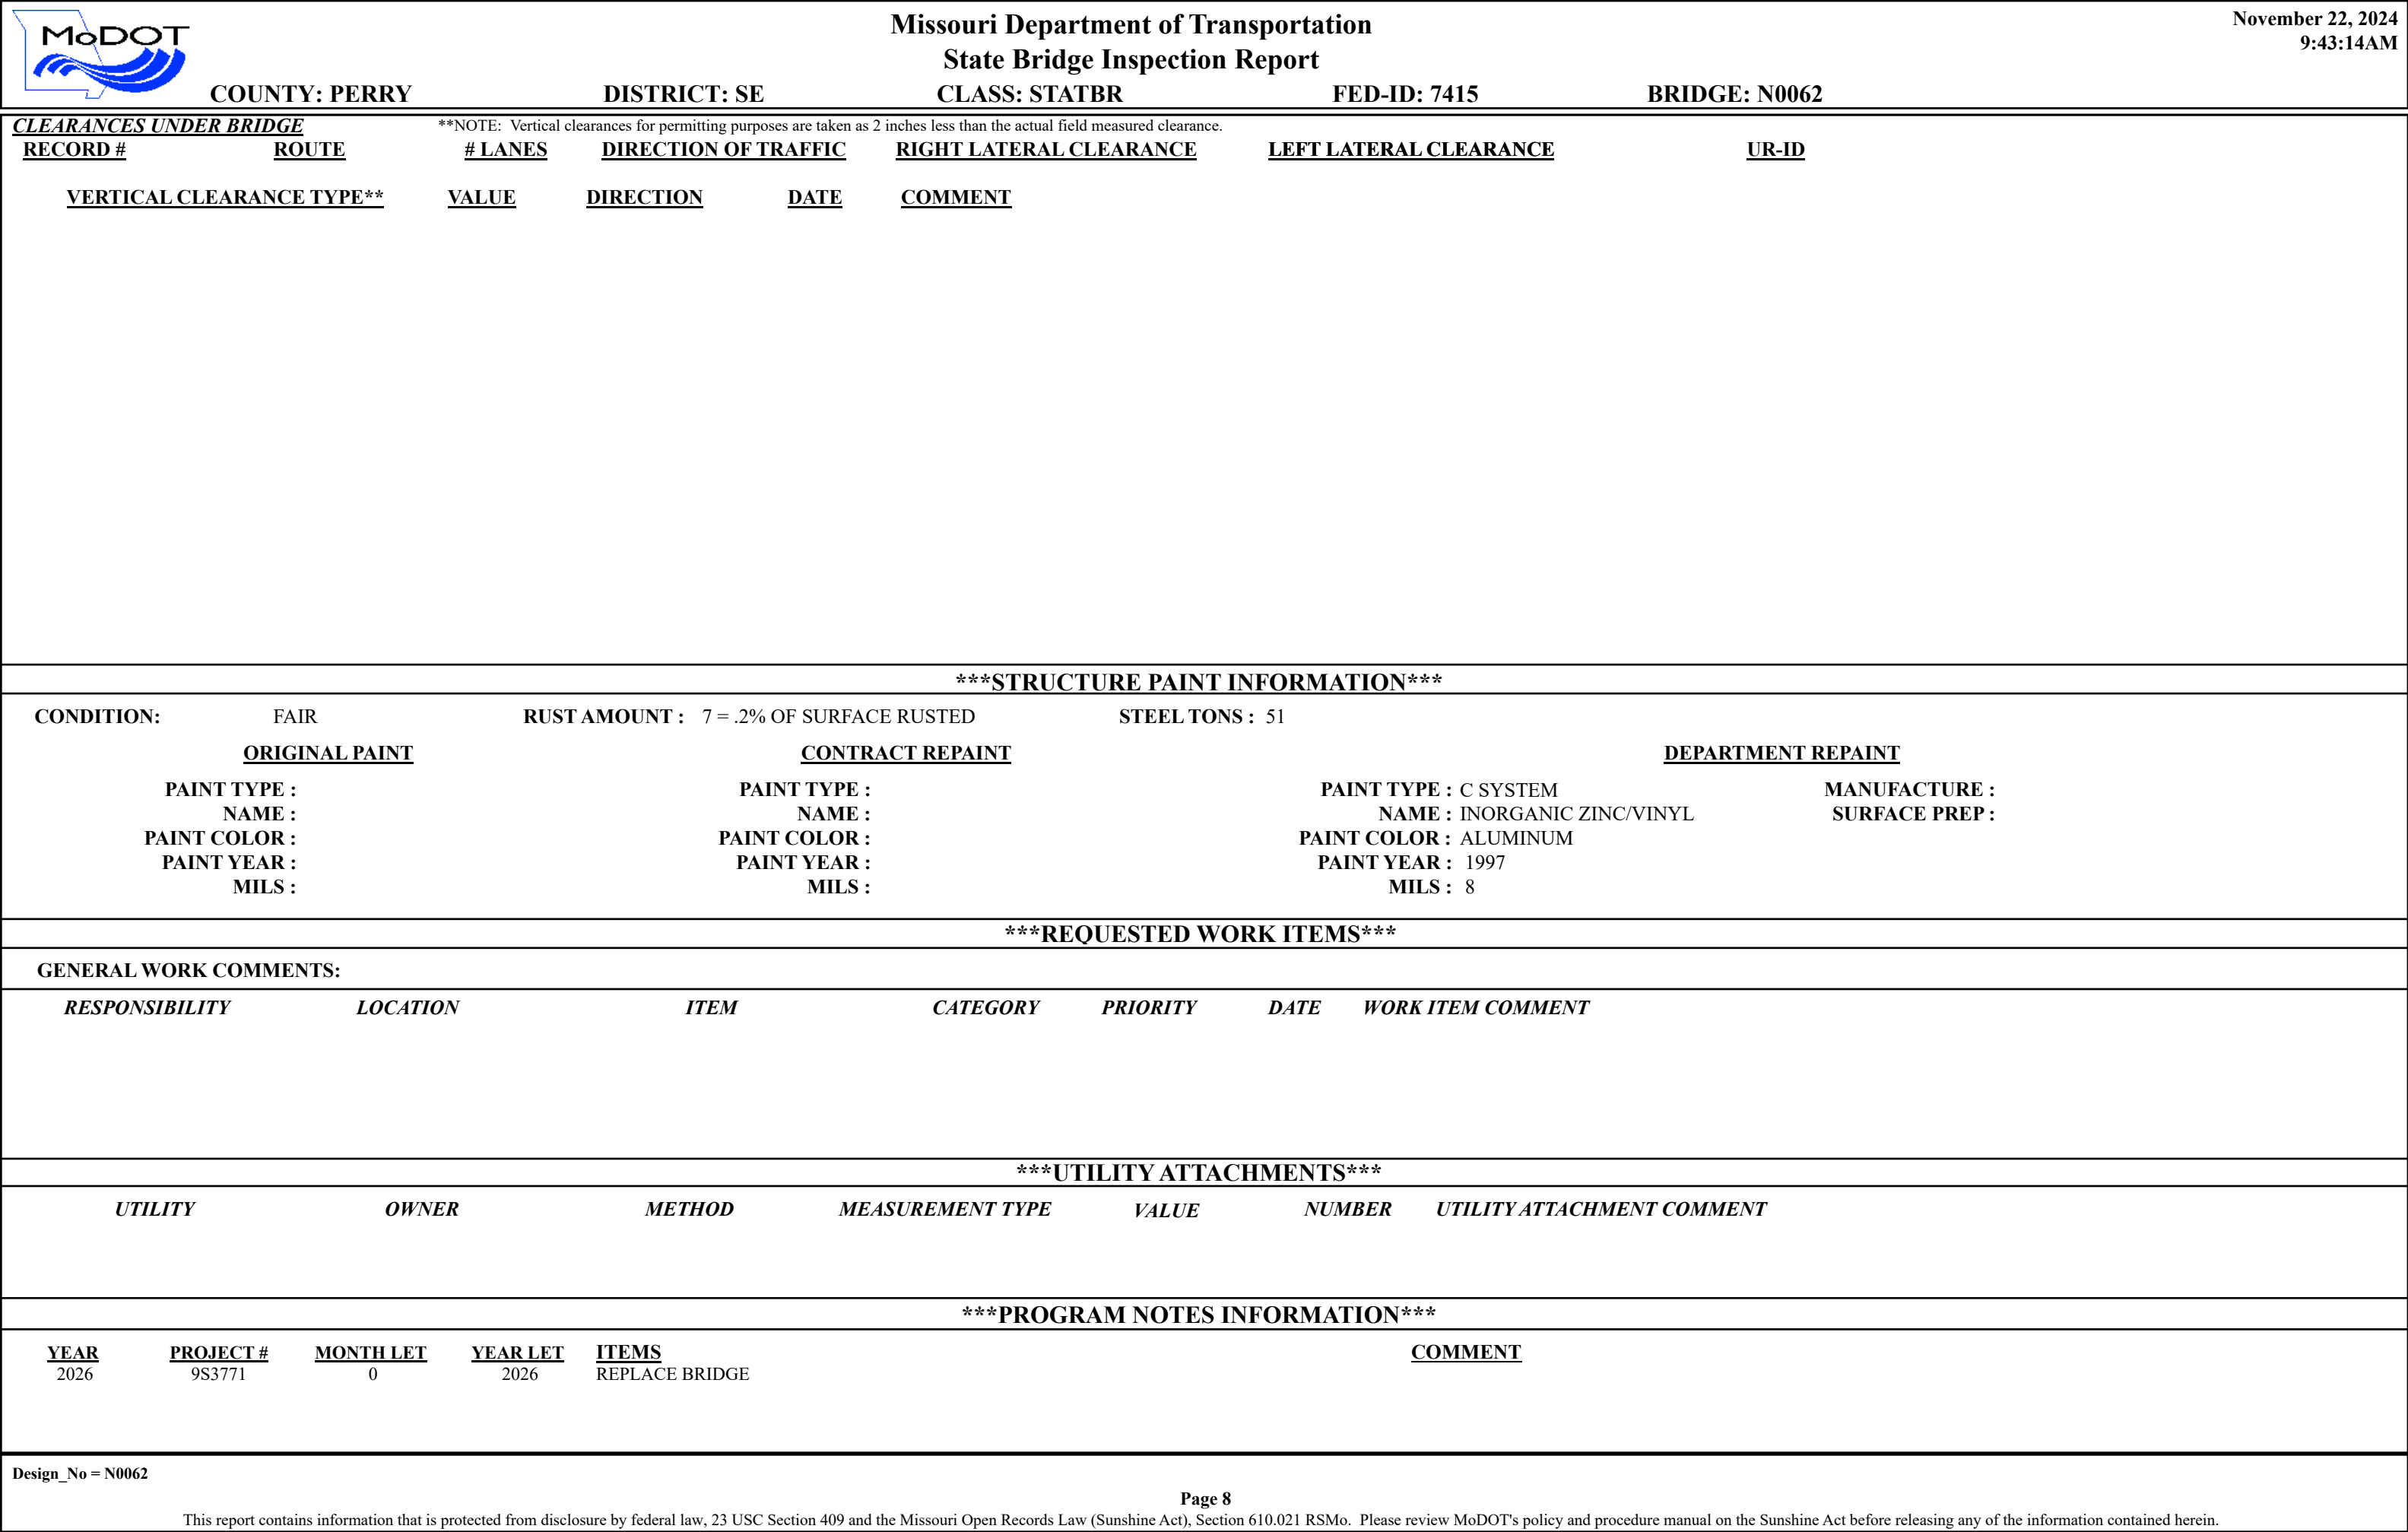 MoDOT
Missouri Department of Transportation
State Bridge Inspection Report
November 22, 2024
9:43:14AM
COUNTY: PERRY DISTRICT: SE CLASS: STATBR FED-ID: 7415 BRIDGE: N0062
CLEARANCES UNDER BRIDGE **NOTE: Vertical clearances for permitting purposes are taken as 2 inches less than the actual field measured clearance.
RECORD # ROUTE # LANES DIRECTION OF TRAFFIC RIGHT LATERAL CLEARANCE LEFT LATERAL CLEARANCE UR-ID
VERTICAL CLEARANCE TYPE** VALUE DIRECTION DATE COMMENT
***STRUCTURE PAINT INFORMATION***
CONDITION: FAIR RUST AMOUNT : 7 = .2% OF SURFACE RUSTED STEEL TONS : 51
ORIGINAL PAINT CONTRACT REPAINT DEPARTMENT REPAINT
PAINT TYPE : PAINT TYPE : PAINT TYPE : C SYSTEM MANUFACTURE :
NAME : NAME : NAME : INORGANIC ZINC/VINYL SURFACE PREP :
PAINT COLOR : PAINT COLOR : PAINT COLOR : ALUMINUM
PAINT YEAR : PAINT YEAR : PAINT YEAR : 1997
MILS : MILS : MILS : 8
***REQUESTED WORK ITEMS***
GENERAL WORK COMMENTS:
RESPONSIBILITY LOCATION ITEM CATEGORY PRIORITY DATE WORK ITEM COMMENT
***UTILITY ATTACHMENTS***
UTILITY OWNER METHOD MEASUREMENT TYPE VALUE NUMBER UTILITY ATTACHMENT COMMENT
***PROGRAM NOTES INFORMATION***
YEAR PROJECT # MONTH LET YEAR LET ITEMS COMMENT
2026 9S3771 0 2026 REPLACE BRIDGE
Design_No = N0062
Page 8
This report contains information that is protected from disclosure by federal law, 23 USC Section 409 and the Missouri Open Records Law (Sunshine Act), Section 610.021 RSMo. Please review MoDOT's policy and procedure manual on the Sunshine Act before releasing any of the information contained herein.